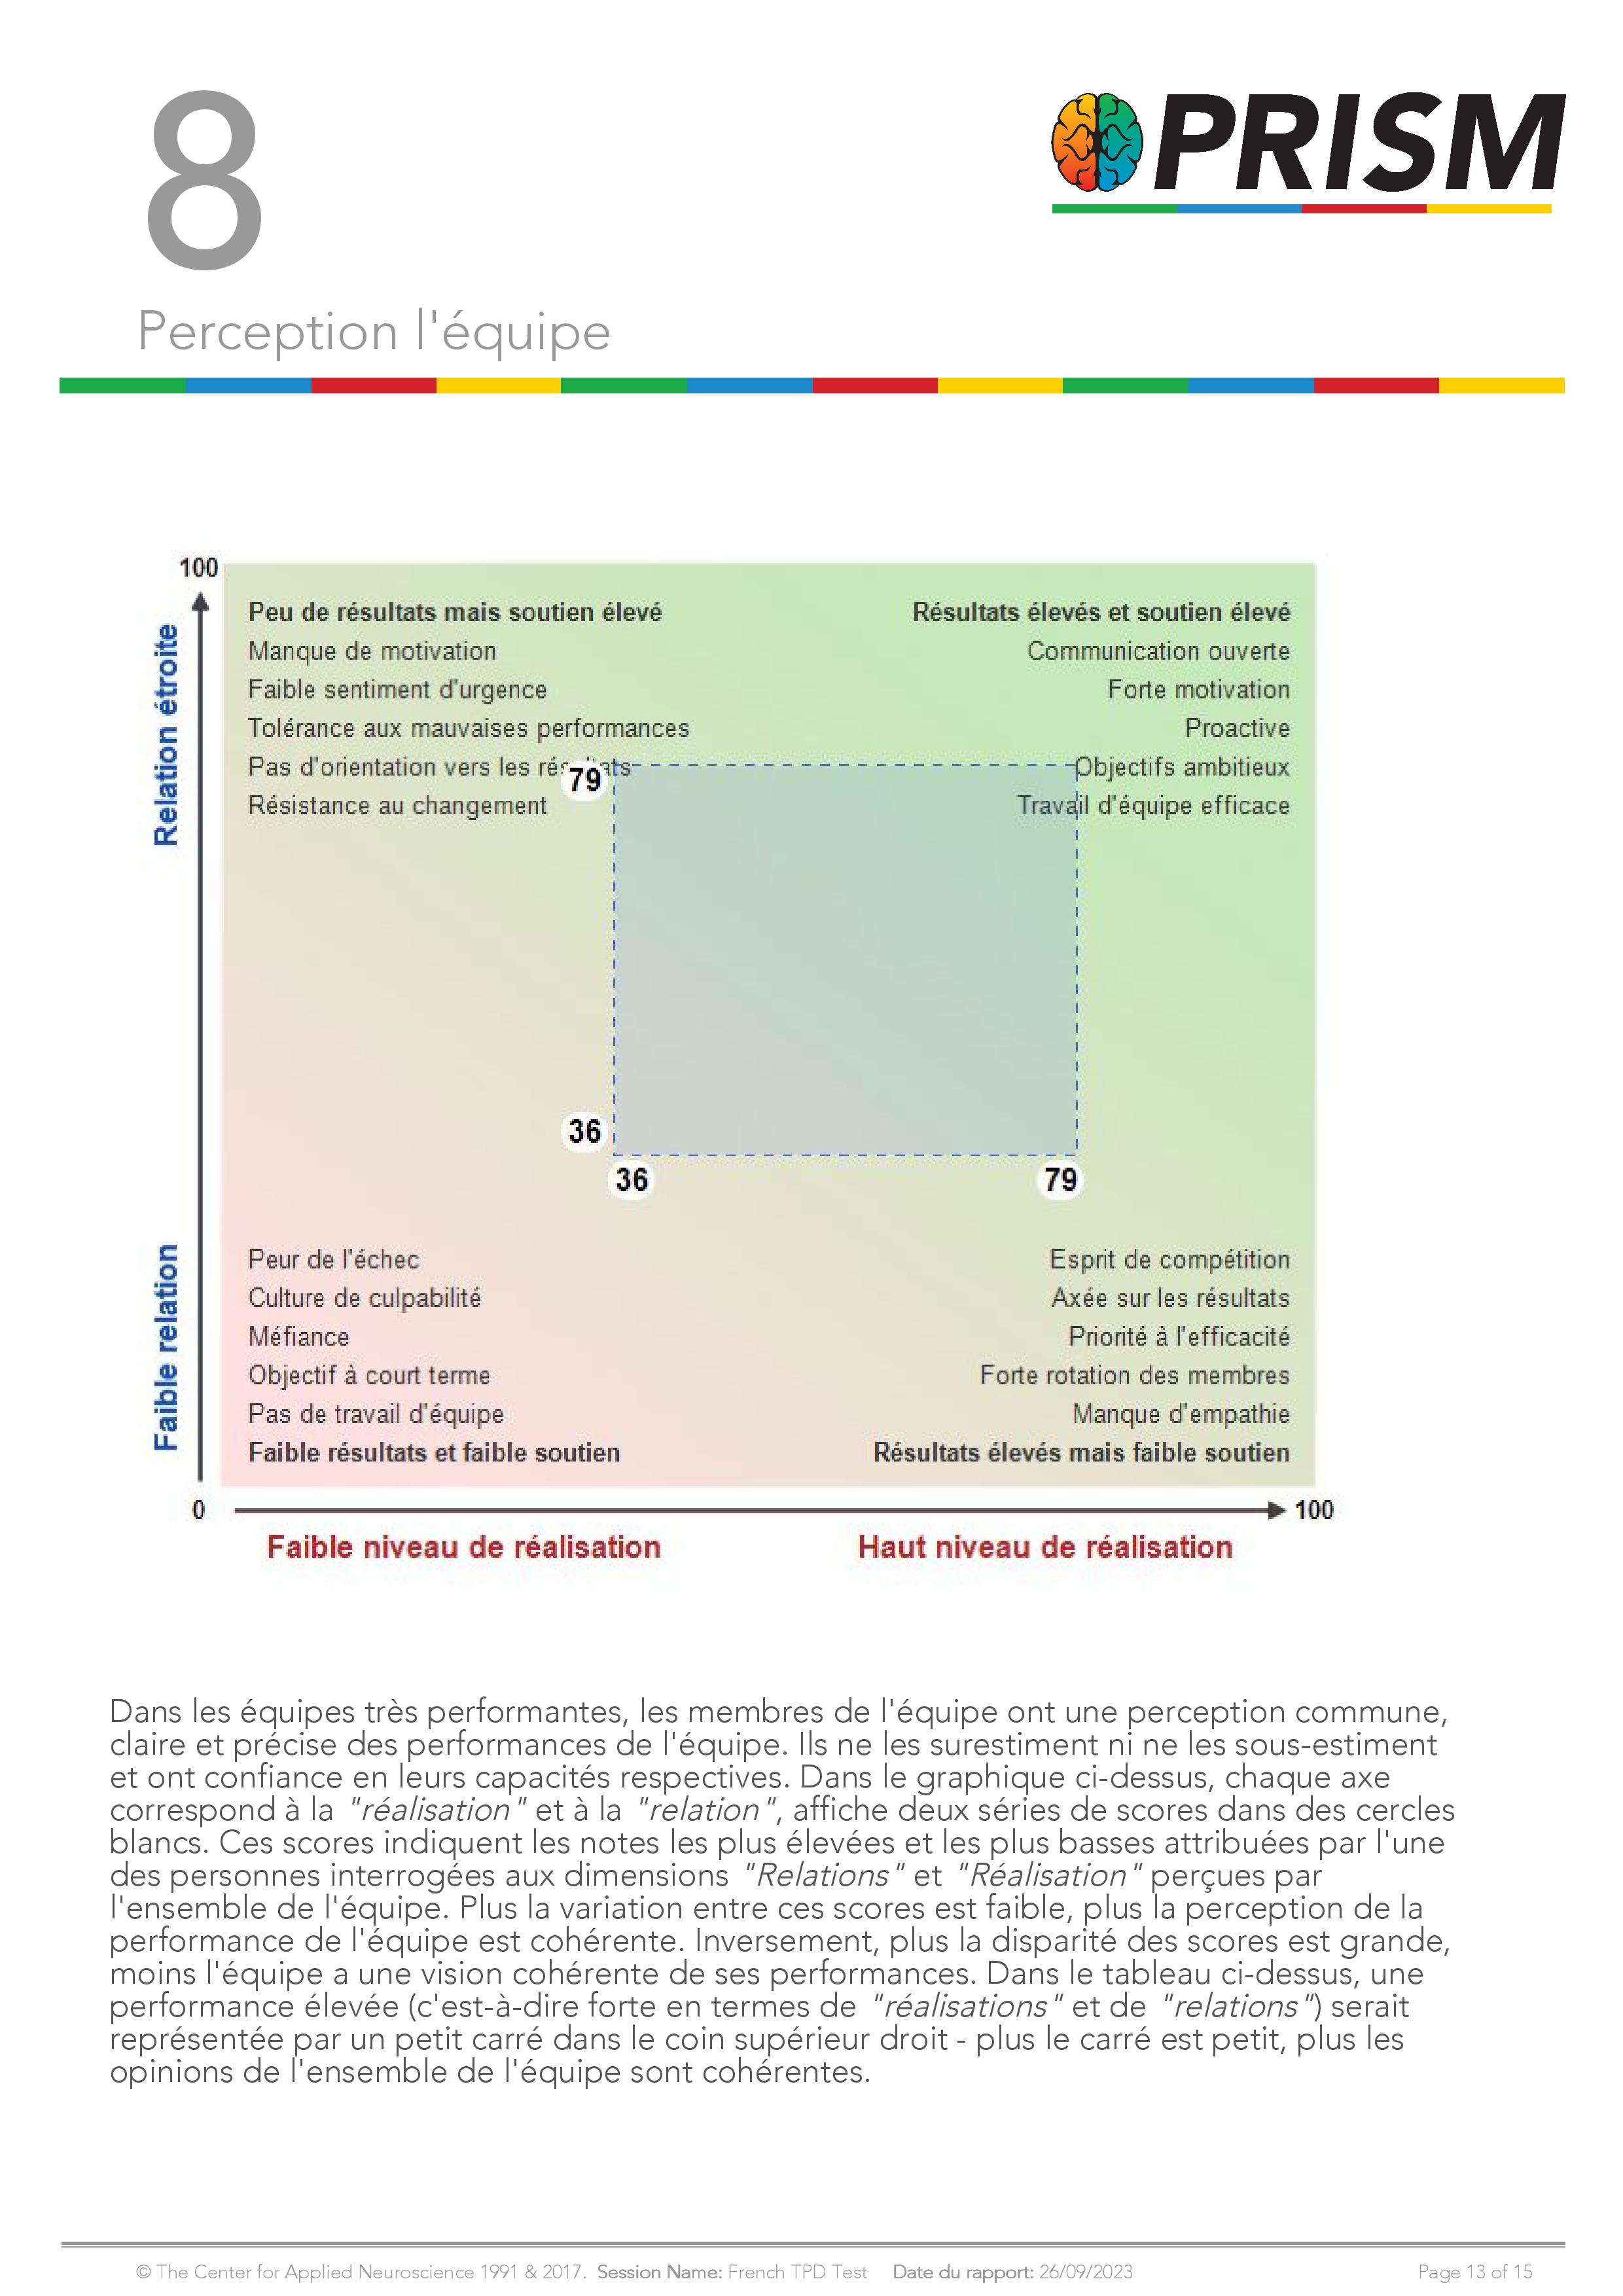 8
PRISM
Perception l'équipe
100
Relation étroite
Peu de résultats mais soutien élevé
Manque de motivation
Faible sentiment d'urgence
Tolérance aux mauvaises performances
Pas d'orientation vers les
Résistance au changement
Résultats élevés et soutien élevé
Communication ouverte
Forte motivation
Proactive
Objectifs ambitieux
Travail d'équipe efficace
79
36
36
79
Faible relation
Peur de l'échec
Culture de culpabilité
Méfiance
Objectif à court terme
Pas de travail d'équipe
Faible résultats et faible soutien
Esprit de compétition
Axée sur les résultats
Priorité à l'efficacité
Forte rotation des membres
Manque d'empathie
Résultats élevés mais faible soutien
0
100
Faible niveau de réalisation
Haut niveau de réalisation
Dans les équipes très performantes, les membres de l'équipe ont une perception commune,
claire et précise des performances de l'équipe. Ils ne les surestiment ni ne les sous-estiment
et ont confiance en leurs capacités respectives. Dans le graphique ci-dessus, chaque axe
correspond à la "réalisation" et à la "relation", affiche deux séries de scores dans des cercles
blancs. Ces scores indiquent les notes les plus élevées et les plus basses attribuées par l'une
des personnes interrogées aux dimensions "Relations" et "Réalisation" perçues par
l'ensemble de l'équipe. Plus la variation entre ces scores est faible, plus la perception de la
performance de l'équipe est cohérente. Inversement, plus la disparité des scores est grande,
moins l'équipe a une vision cohérente de ses performances. Dans le tableau ci-dessus, une
performance élevée (c'est-à-dire forte en termes de "réalisations" et de "relations") serait
représentée par un petit carré dans le coin supérieur droit - plus le carré est petit, plus les
opinions de l'ensemble de l'équipe sont cohérentes.
© The Center for Applied Neuroscience 1991 & 2017. Session Name: French TPD Test Date du rapport: 26/09/2023
Page 13 of 15